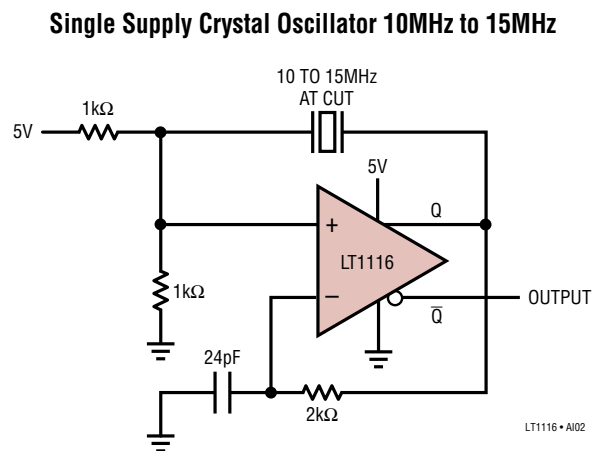 Single Supply Crystal Oscillator 10MHz to 15MHz
10 TO 15MHz
AT CUT
1kΩ
5V
5V
Q
+
LT1116
1kΩ
–
OUTPUT
Q̅
24pF
2kΩ
LT1116 • AI02